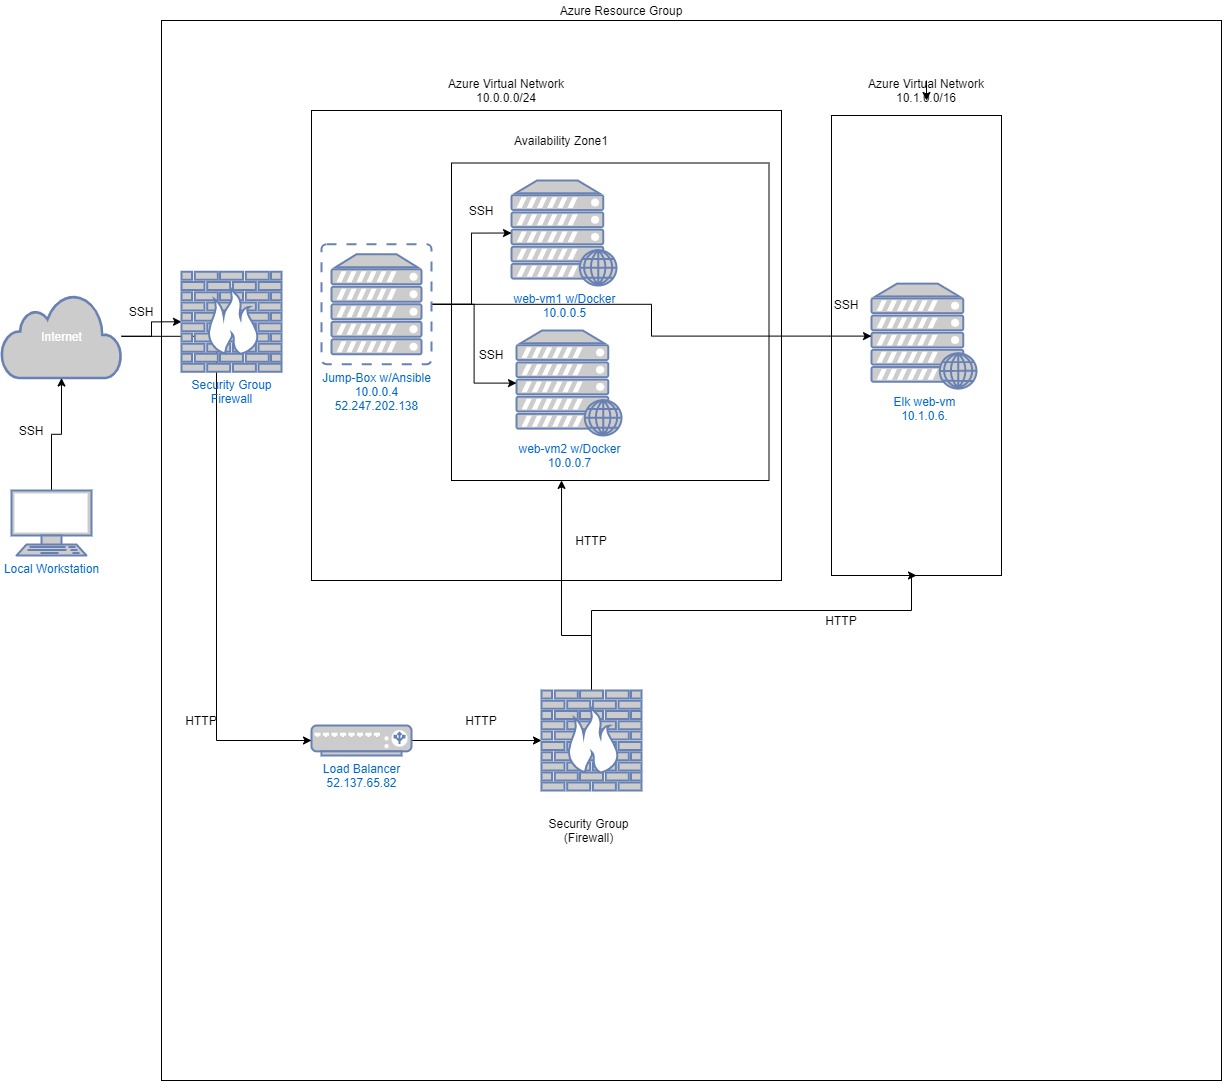 Azure Resource Group
Azure Virtual Network
10.0.0.0/24
Azure Virtual Network
10.1.0.0/16
Availability Zone1
SSH
web-vm1 w/Docker
10.0.0.5
SSH
web-vm2 w/Docker
10.0.0.7
Jump-Box w/Ansible
10.0.0.4
52.247.202.138
SSH
Elk web-vm
10.1.0.6.
SSH
Internet
Security Group
Firewall
SSH
Local Workstation
HTTP
HTTP
HTTP
Load Balancer
52.137.65.82
HTTP
Security Group
(Firewall)